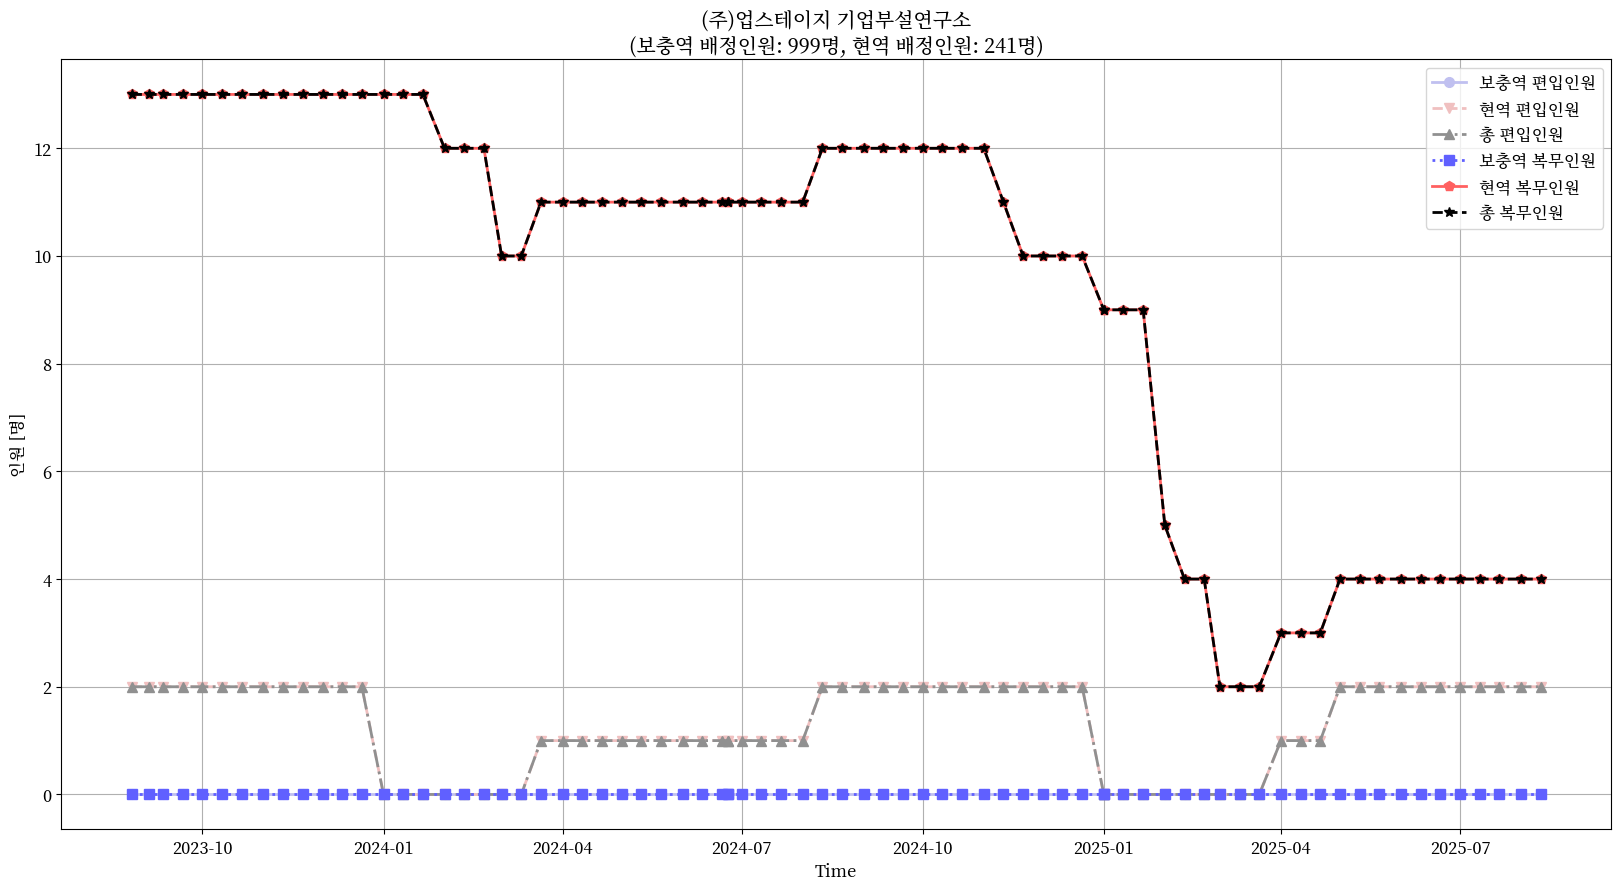 (주)업스테이지 기업부설연구소
(보충역 배정인원: 999명, 현역 배정인원: 241명)
보충역 편입인원
현역 편입인원
총 편입인원
보충역 복무인원
현역 복무인원
총 복무인원
인원 [명]
12
10
8
6
4
2
0
2023-10
2024-01
2024-04
2024-07
2024-10
2025-01
2025-04
2025-07
Time